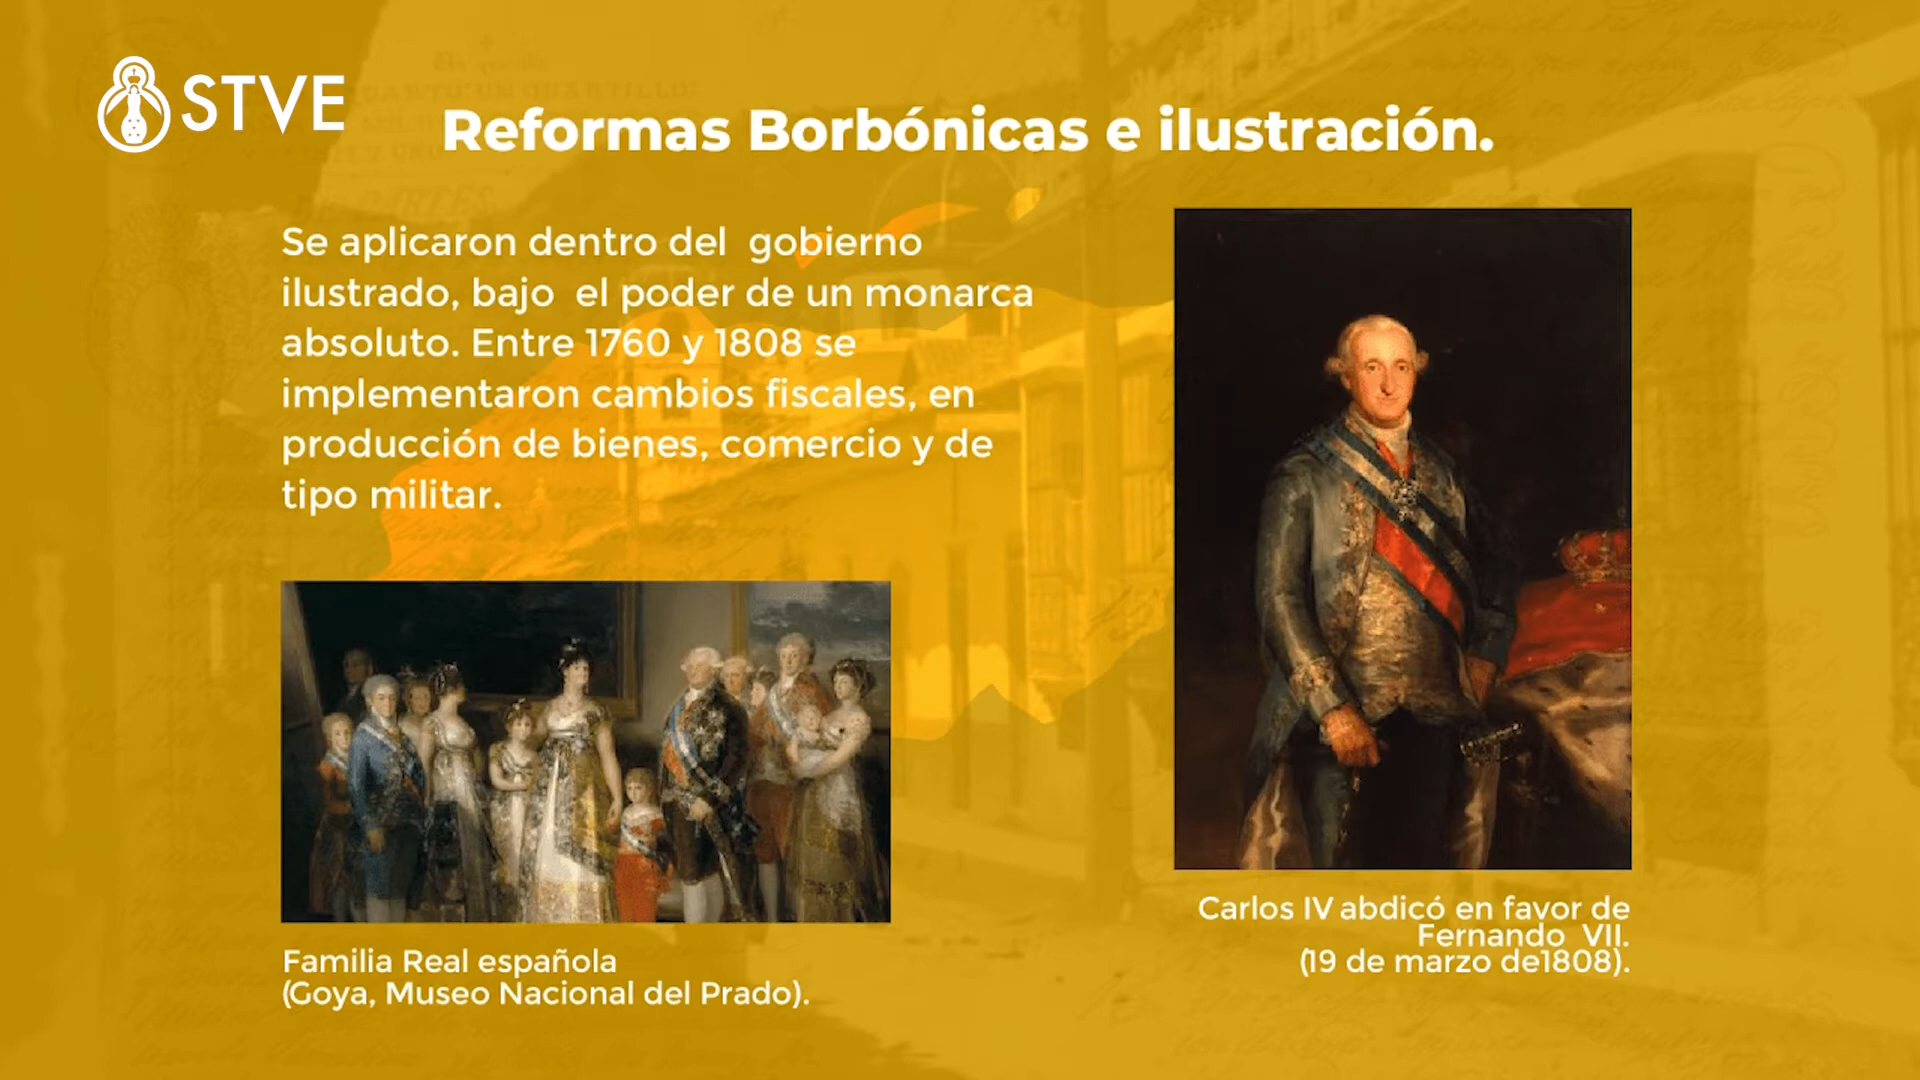 STVE
Reformas Borbónicas e ilustración.
Se aplicaron dentro del gobierno
ilustrado, bajo el poder de un monarca
absoluto. Entre 1760 y 1808 se
implementaron cambios fiscales, en
producción de bienes, comercio y de
tipo militar.
Familia Real española
(Goya, Museo Nacional del Prado).
Carlos IV abdicó en favor de
Fernando VII.
(19 de marzo de1808).